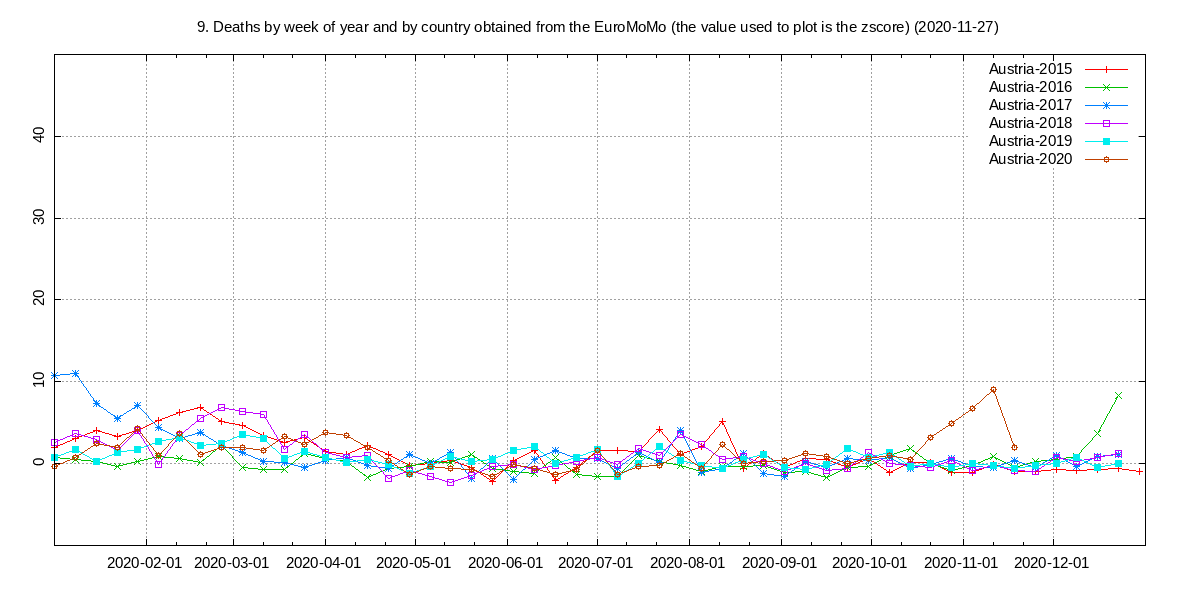 9. Deaths by week of year and by country obtained from the EuroMoMo (the value used to plot is the zscore) (2020-11-27)
Austria-2015
Austria-2016
Austria-2017
Austria-2018
Austria-2019
Austria-2020
40
30
20
10
0
2020-02-01 2020-03-01 2020-04-01 2020-05-01 2020-06-01 2020-07-01 2020-08-01 2020-09-01 2020-10-01 2020-11-01 2020-12-01